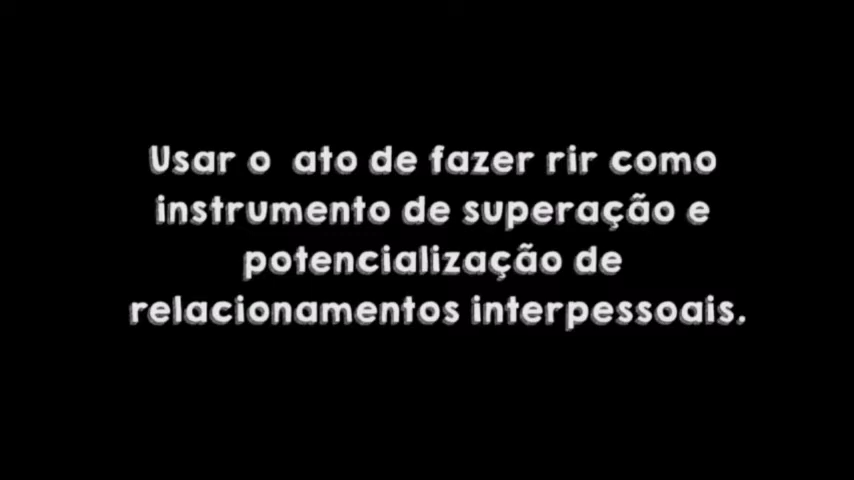 Usar o ato de fazer rir como
instrumento de superação e
potencialização de
relacionamentos interpessoais.